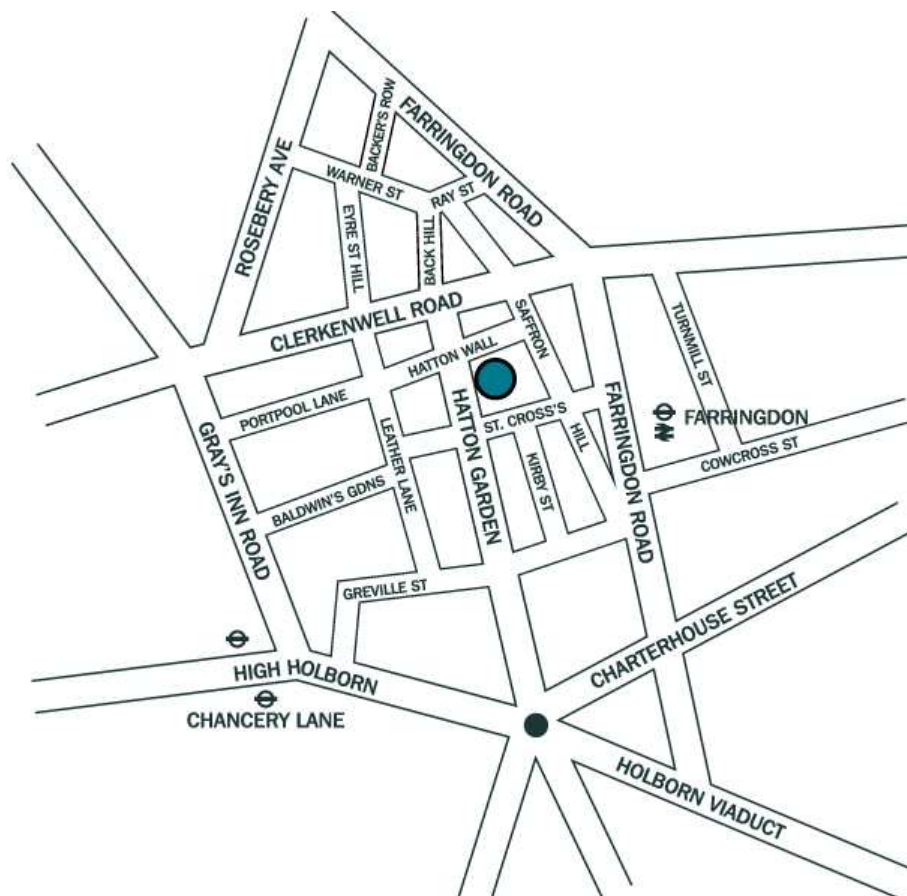 BACKER'S ROW
FARRINGDON ROAD
ROSEBERY AVE
WARNER ST
RAY ST
EYRE ST HILL
BACK HILL
CLERKENWELL ROAD
SAFFRON
HILL
TURNMILL ST
HATTON WALL
PORTPOOL LANE
LEATHER LANE
HATTON GARDEN
ST. CROSS'S
FARRINGDON ROAD
FARRINGDON
GRAY'S INN ROAD
BALDWIN'S GDNS
KIRBY ST
COWCROSS ST
GREVILLE ST
CHARTERHOUSE STREET
HIGH HOLBORN
CHANCERY LANE
HOLBORN VIADUCT